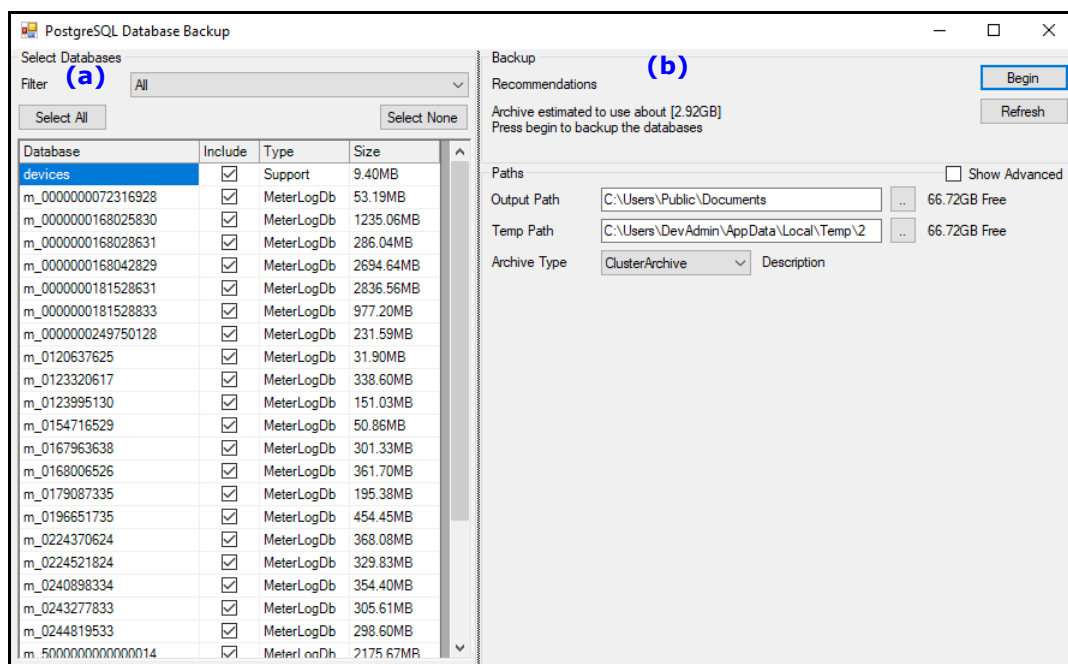 PostgreSQL Database Backup
Select Databases
(a)
Filter All
Select All Select None
Database Include Type Size
devices Support 9.40MB
m_0000000072316928 MeterLogDb 53.19MB
m_0000000168025830 MeterLogDb 1235.06MB
m_0000000168028631 MeterLogDb 286.04MB
m_0000000168042829 MeterLogDb 2694.64MB
m_0000000181528631 MeterLogDb 2836.56MB
m_0000000181528833 MeterLogDb 977.20MB
m_0000000249750128 MeterLogDb 231.59MB
m_0120637625 MeterLogDb 31.90MB
m_0123320617 MeterLogDb 338.60MB
m_0123995130 MeterLogDb 151.03MB
m_0154716529 MeterLogDb 50.86MB
m_0167963638 MeterLogDb 301.33MB
m_0168006526 MeterLogDb 361.70MB
m_0179087335 MeterLogDb 195.38MB
m_0196651735 MeterLogDb 454.45MB
m_0224370624 MeterLogDb 368.08MB
m_0224521824 MeterLogDb 329.83MB
m_0240898334 MeterLogDb 354.40MB
m_0243277833 MeterLogDb 305.61MB
m_0244819533 MeterLogDb 298.60MB
m_5000000000000014 MeterLogDb 2175.67MB
Backup
(b)
Recommendations
Begin
Archive estimated to use about [2.92GB]
Press begin to backup the databases
Refresh
Paths Show Advanced
Output Path C:\Users\Public\Documents .. 66.72GB Free
Temp Path C:\Users\DevAdmin\AppData\Local\Temp\2 .. 66.72GB Free
Archive Type ClusterArchive Description